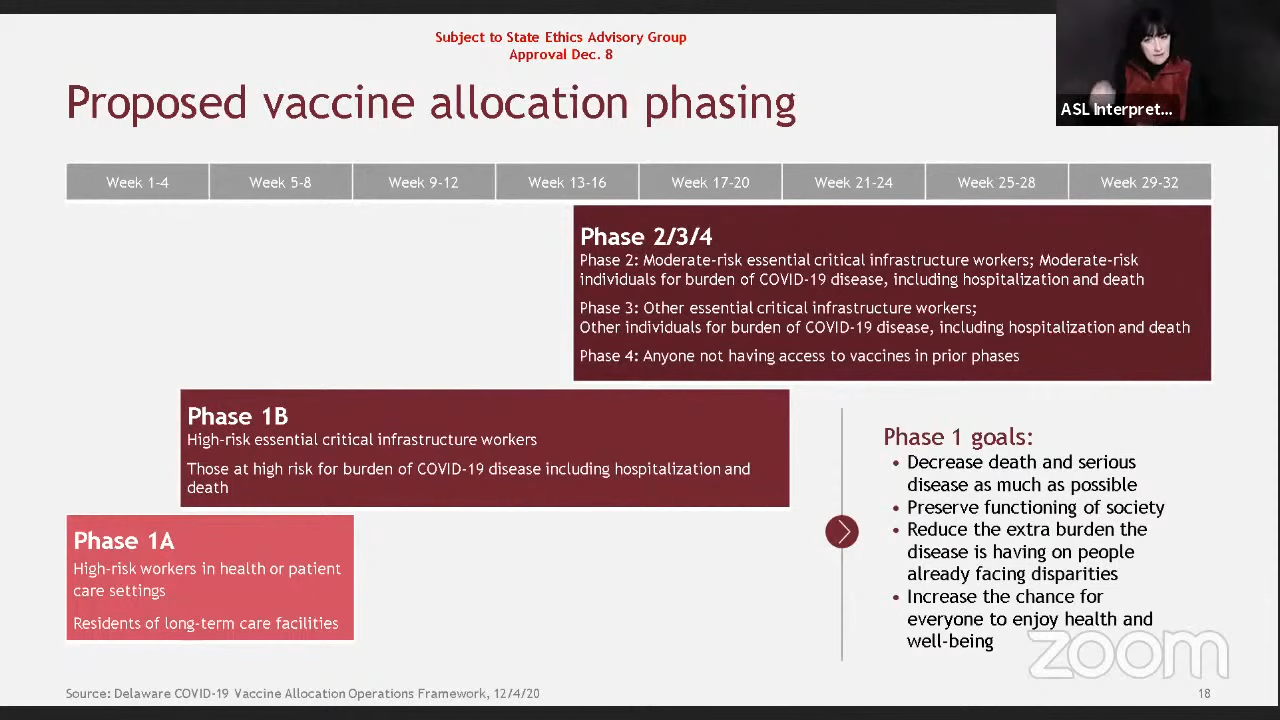 Subject to State Ethics Advisory Group
Approval Dec. 8
Proposed vaccine allocation phasing
ASL Interpret...
Week 1-4
Week 5-8
Week 9-12
Week 13-16
Week 17-20
Week 21-24
Week 25-28
Week 29-32
Phase 2/3/4
Phase 2: Moderate-risk essential critical infrastructure workers; Moderate-risk
individuals for burden of COVID-19 disease, including hospitalization and death
Phase 3: Other essential critical infrastructure workers;
Other individuals for burden of COVID-19 disease, including hospitalization and death
Phase 4: Anyone not having access to vaccines in prior phases
Phase 1B
High-risk essential critical infrastructure workers
Those at high risk for burden of COVID-19 disease including hospitalization and
death
Phase 1A
High-risk workers in health or patient
care settings
Residents of long-term care facilities
Phase 1 goals:
• Decrease death and serious
disease as much as possible
• Preserve functioning of society
• Reduce the extra burden the
disease is having on people
already facing disparities
• Increase the chance for
everyone to enjoy health and
well-being
zoom
Source: Delaware COVID-19 Vaccine Allocation Operations Framework, 12/4/20
18